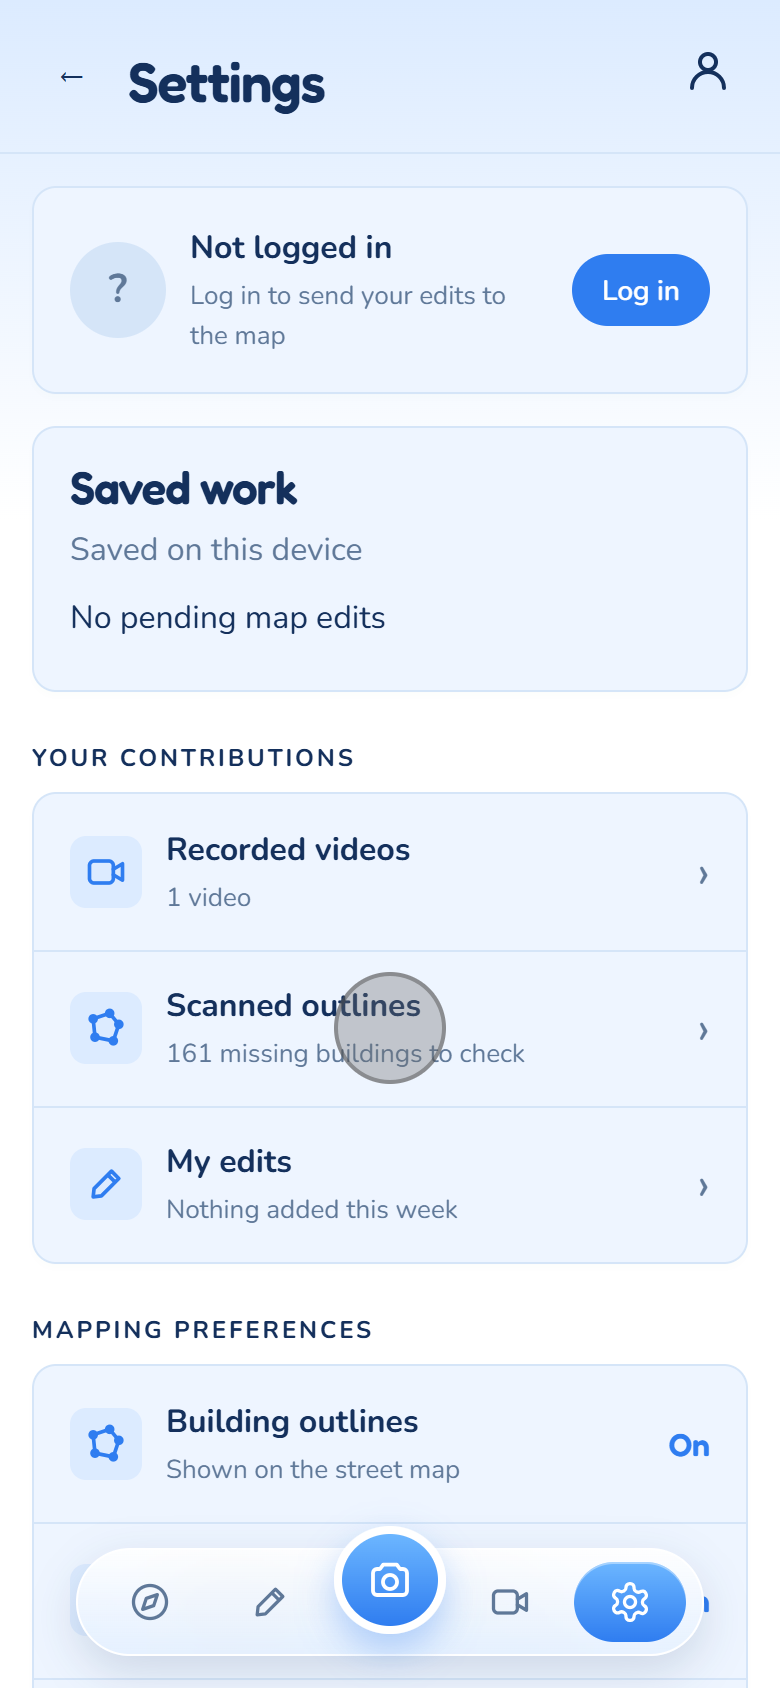 ←
Settings
?
Not logged in
Log in to send your edits to
the map
Log in
Saved work
Saved on this device
No pending map edits
YOUR CONTRIBUTIONS
Recorded videos
1 video
›
Scanned outlines
161 missing buildings to check
›
My edits
Nothing added this week
›
MAPPING PREFERENCES
Building outlines
Shown on the street map
On